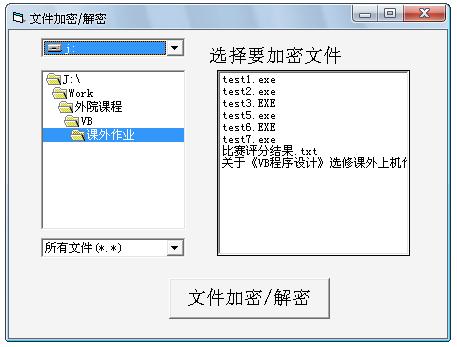 文件加密/解密
j:
选择要加密文件
J:\
Work
外院课程
VB
课外作业
test1.exe
test2.exe
test3.EXE
test5.exe
test6.EXE
test7.exe
比赛评分结果.txt
关于《VB程序设计》选修课外上机
所有文件(*.*)
文件加密/解密